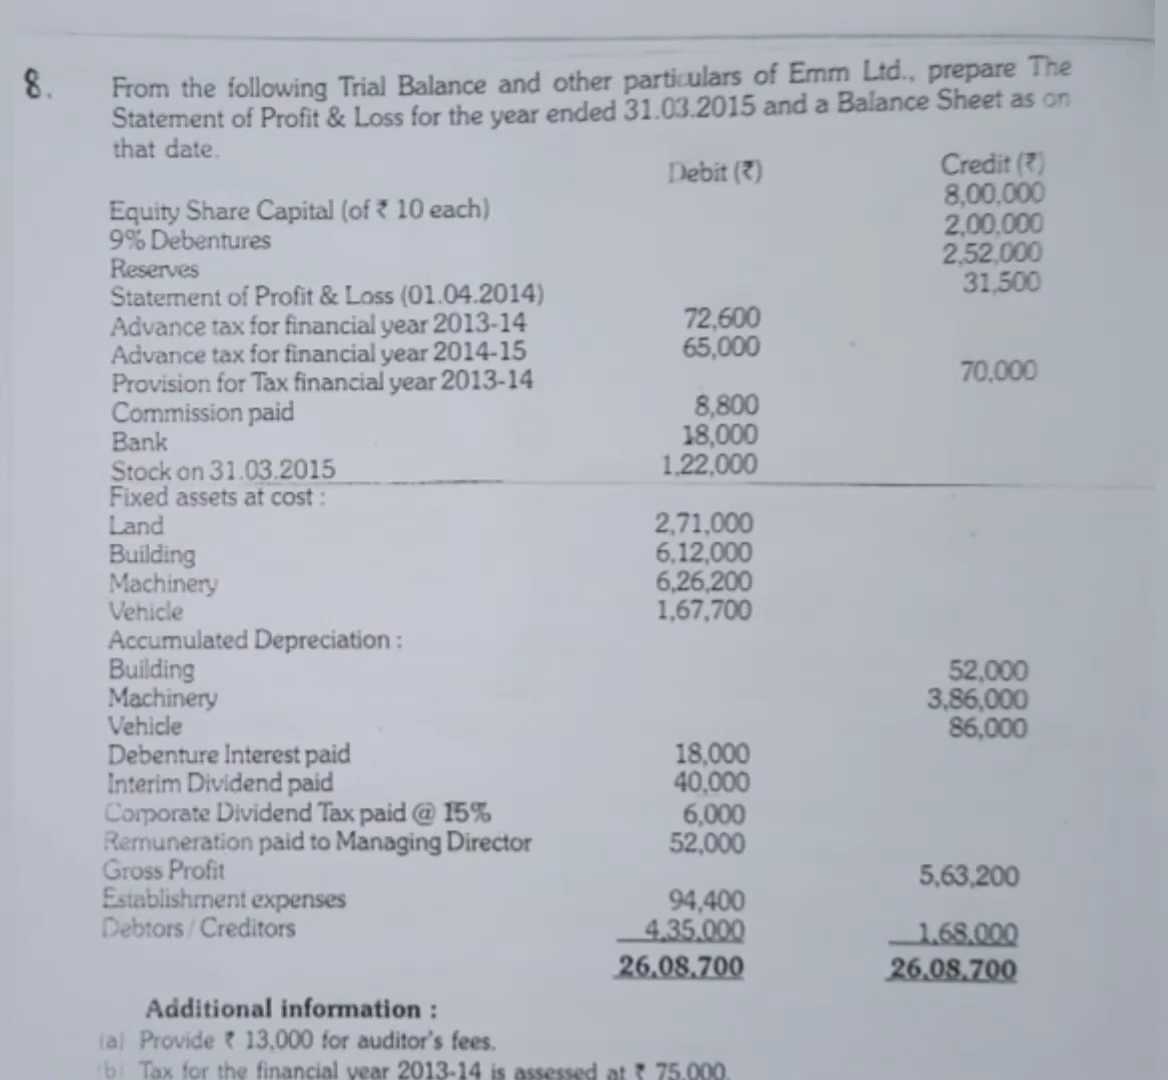 8. From the following Trial Balance and other particulars of Emm Ltd., prepare The
Statement of Profit & Loss for the year ended 31.03.2015 and a Balance Sheet as on
that date.
Debit (₹) Credit (₹)
Equity Share Capital (of ₹ 10 each) 8,00,000
9% Debentures 2,00,000
Reserves 2,52,000
Statement of Profit & Loss (01.04.2014) 31,500
Advance tax for financial year 2013-14 72,600
Advance tax for financial year 2014-15 65,000
Provision for Tax financial year 2013-14 70,000
Commission paid 8,800
Bank 18,000
Stock on 31.03.2015 1,22,000
Fixed assets at cost :
Land 2,71,000
Building 6,12,000
Machinery 6,26,200
Vehicle 1,67,700
Accumulated Depreciation :
Building 52,000
Machinery 3,86,000
Vehicle 86,000
Debenture Interest paid 18,000
Interim Dividend paid 40,000
Corporate Dividend Tax paid @ 15% 6,000
Remuneration paid to Managing Director 52,000
Gross Profit 5,63,200
Establishment expenses 94,400
Debtors / Creditors 4,35,000 1,68,000
26,08,700 26,08,700
Additional information :
(a) Provide ₹ 13,000 for auditor's fees.
(b) Tax for the financial year 2013-14 is assessed at ₹ 75,000.